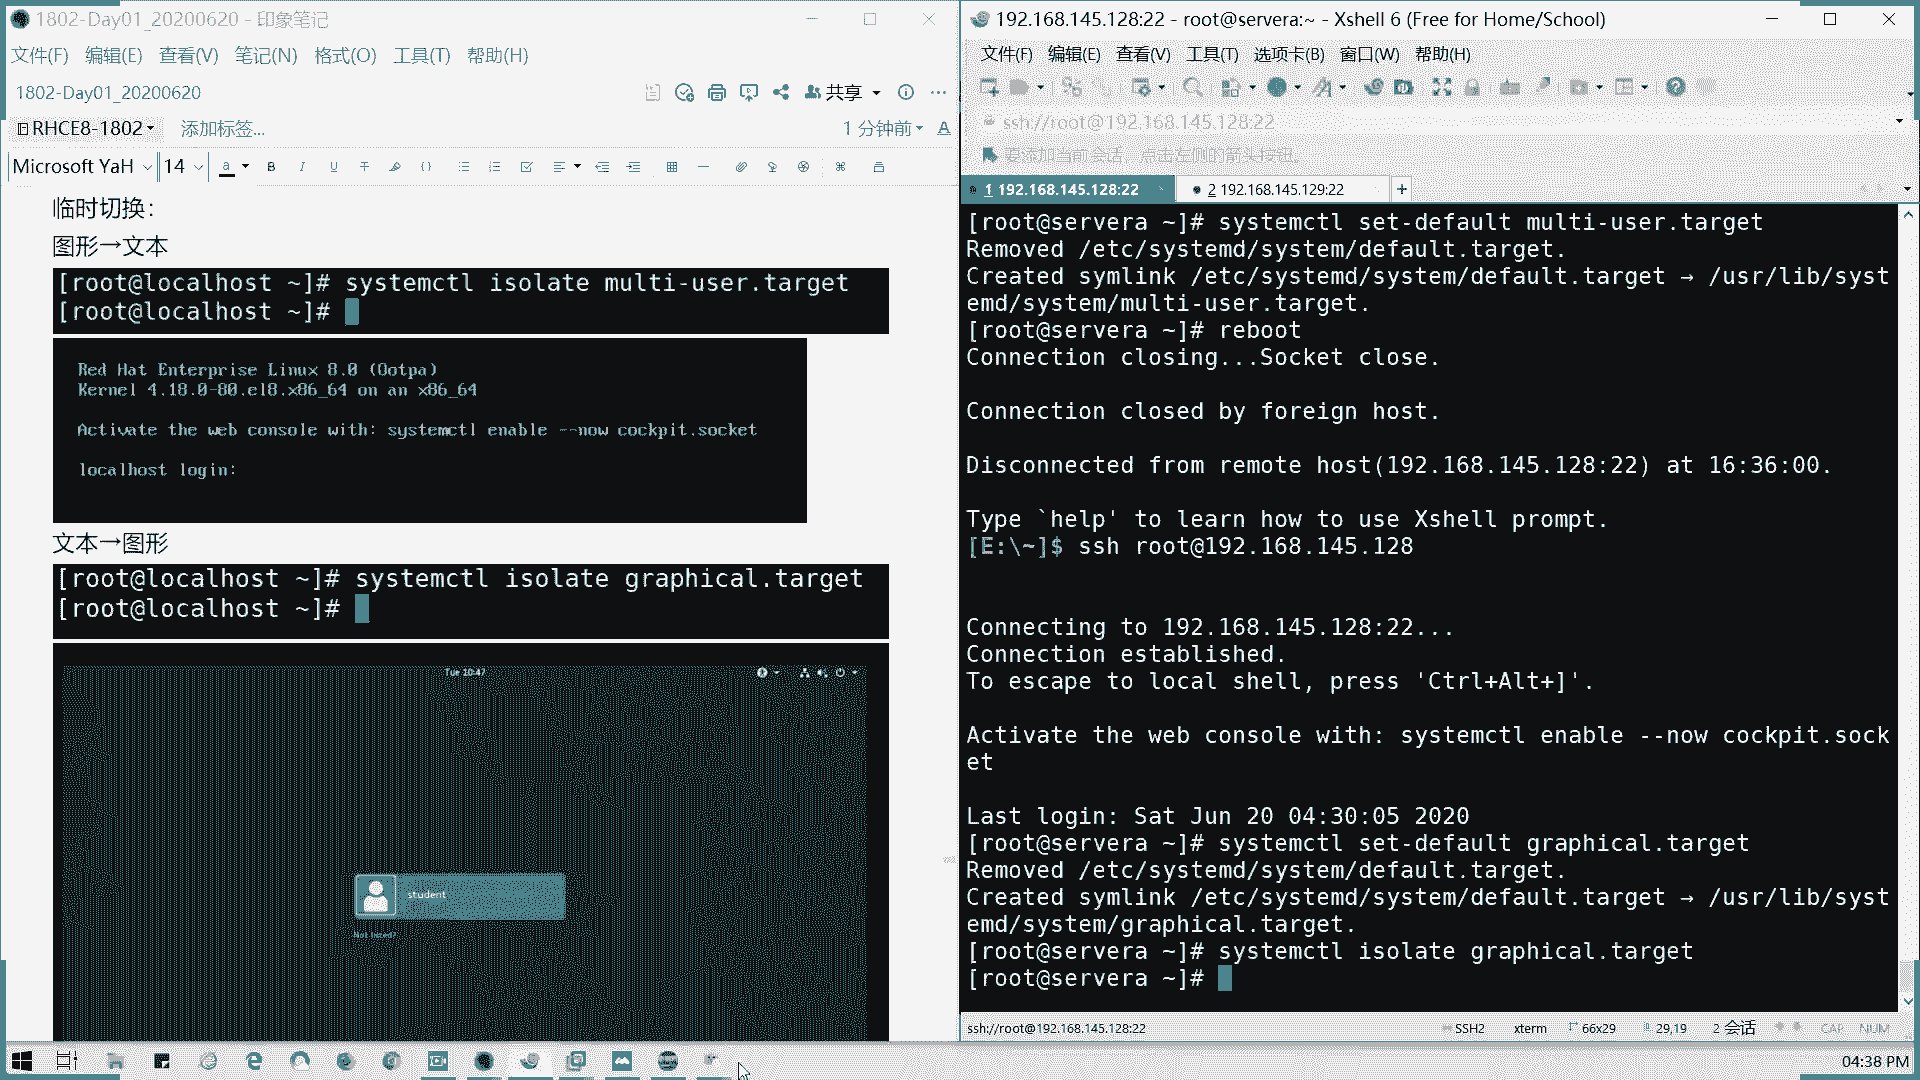 1802-Day01_20200620 - 印象笔记
文件(F) 编辑(E) 查看(V) 笔记(N) 格式(O) 工具(T) 帮助(H)
1802-Day01_20200620
共享
RHCE8-1802 添加标签...
1 分钟前
Microsoft YaH 14
临时切换：
图形→文本
[root@localhost ~]# systemctl isolate multi-user.target
[root@localhost ~]#
Red Hat Enterprise Linux 8.0 (Ootpa)
Kernel 4.18.0-80.el8.x86_64 on an x86_64
Activate the web console with: systemctl enable --now cockpit.socket
localhost login:
文本→图形
[root@localhost ~]# systemctl isolate graphical.target
[root@localhost ~]#
Tue 10:47
student
Not listed?
192.168.145.128:22 - root@servera:~ - Xshell 6 (Free for Home/School)
文件(F) 编辑(E) 查看(V) 工具(T) 选项卡(B) 窗口(W) 帮助(H)
ssh://root@192.168.145.128:22
要添加当前会话，点击左侧的箭头按钮。
1 192.168.145.128:22
2 192.168.145.129:22
[root@servera ~]# systemctl set-default multi-user.target
Removed /etc/systemd/system/default.target.
Created symlink /etc/systemd/system/default.target → /usr/lib/syst
emd/system/multi-user.target.
[root@servera ~]# reboot
Connection closing...Socket close.
Connection closed by foreign host.
Disconnected from remote host(192.168.145.128:22) at 16:36:00.
Type `help' to learn how to use Xshell prompt.
[E:\~]$ ssh root@192.168.145.128
Connecting to 192.168.145.128:22...
Connection established.
To escape to local shell, press 'Ctrl+Alt+]'.
Activate the web console with: systemctl enable --now cockpit.sock
et
Last login: Sat Jun 20 04:30:05 2020
[root@servera ~]# systemctl set-default graphical.target
Removed /etc/systemd/system/default.target.
Created symlink /etc/systemd/system/default.target → /usr/lib/syst
emd/system/graphical.target.
[root@servera ~]# systemctl isolate graphical.target
[root@servera ~]#
ssh://root@192.168.145.128:22
SSH2 xterm 66x29 29,19 2 会话 CAP NUM
04:38 PM